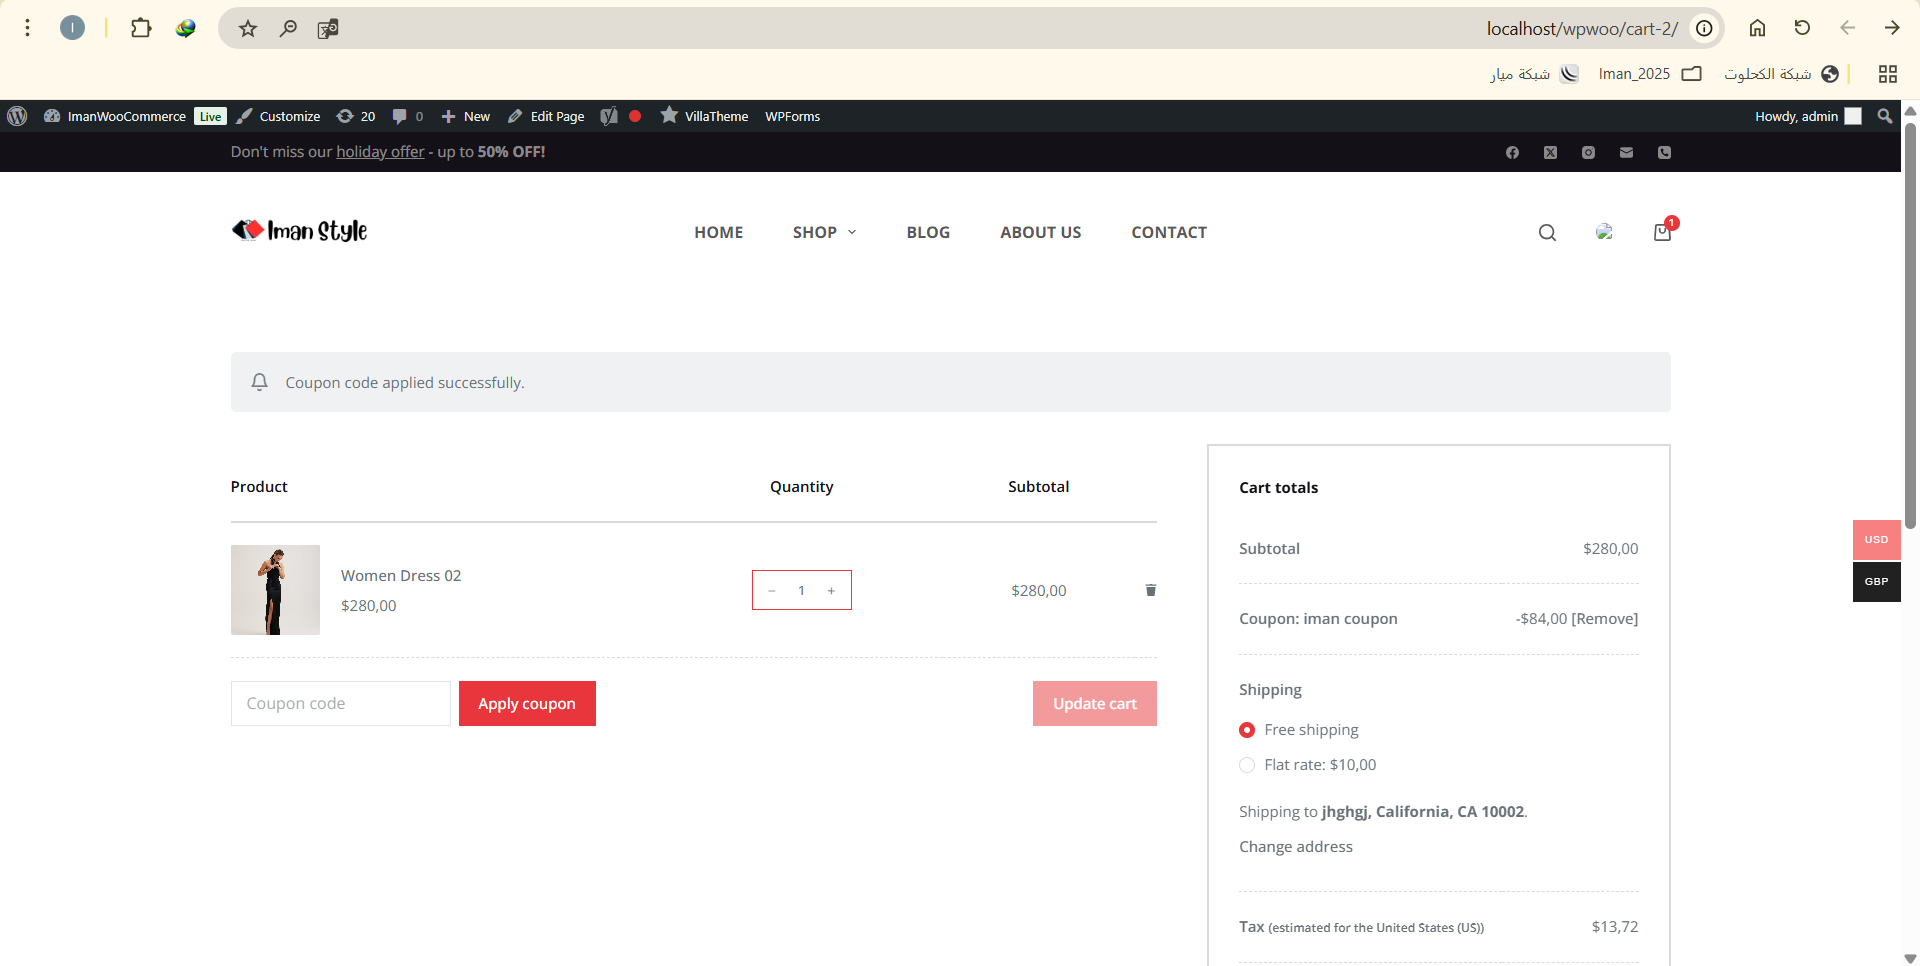 I
localhost/wpwoo/cart-2/
شبكة الكحلوت
Iman_2025
شبكة ميار
ImanWooCommerce Live Customize 20 0 New Edit Page VillaTheme WPForms Howdy, admin
Don't miss our holiday offer - up to 50% OFF!
Iman Style
HOME SHOP BLOG ABOUT US CONTACT
1
Coupon code applied successfully.
Product Quantity Subtotal
Women Dress 02
$280,00
− 1 +
$280,00
Coupon code Apply coupon Update cart
Cart totals
Subtotal $280,00
Coupon: iman coupon -$84,00 [Remove]
Shipping
Free shipping
Flat rate: $10,00
Shipping to jhghgj, California, CA 10002.
Change address
Tax (estimated for the United States (US)) $13,72
USD
GBP